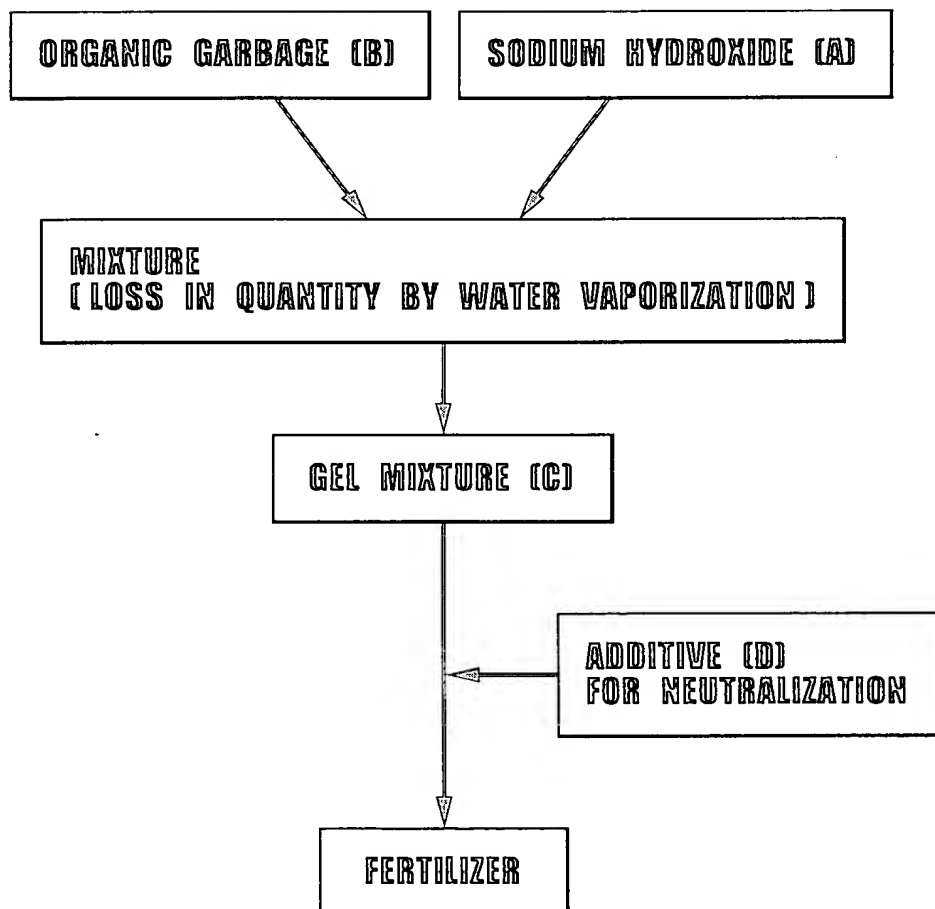 ORGANIC GARBAGE (B)
SODIUM HYDROXIDE (A)
MIXTURE
(LOSS IN QUANTITY BY WATER VAPORIZATION)
GEL MIXTURE (C)
ADDITIVE (D)
FOR NEUTRALIZATION
FERTILIZER